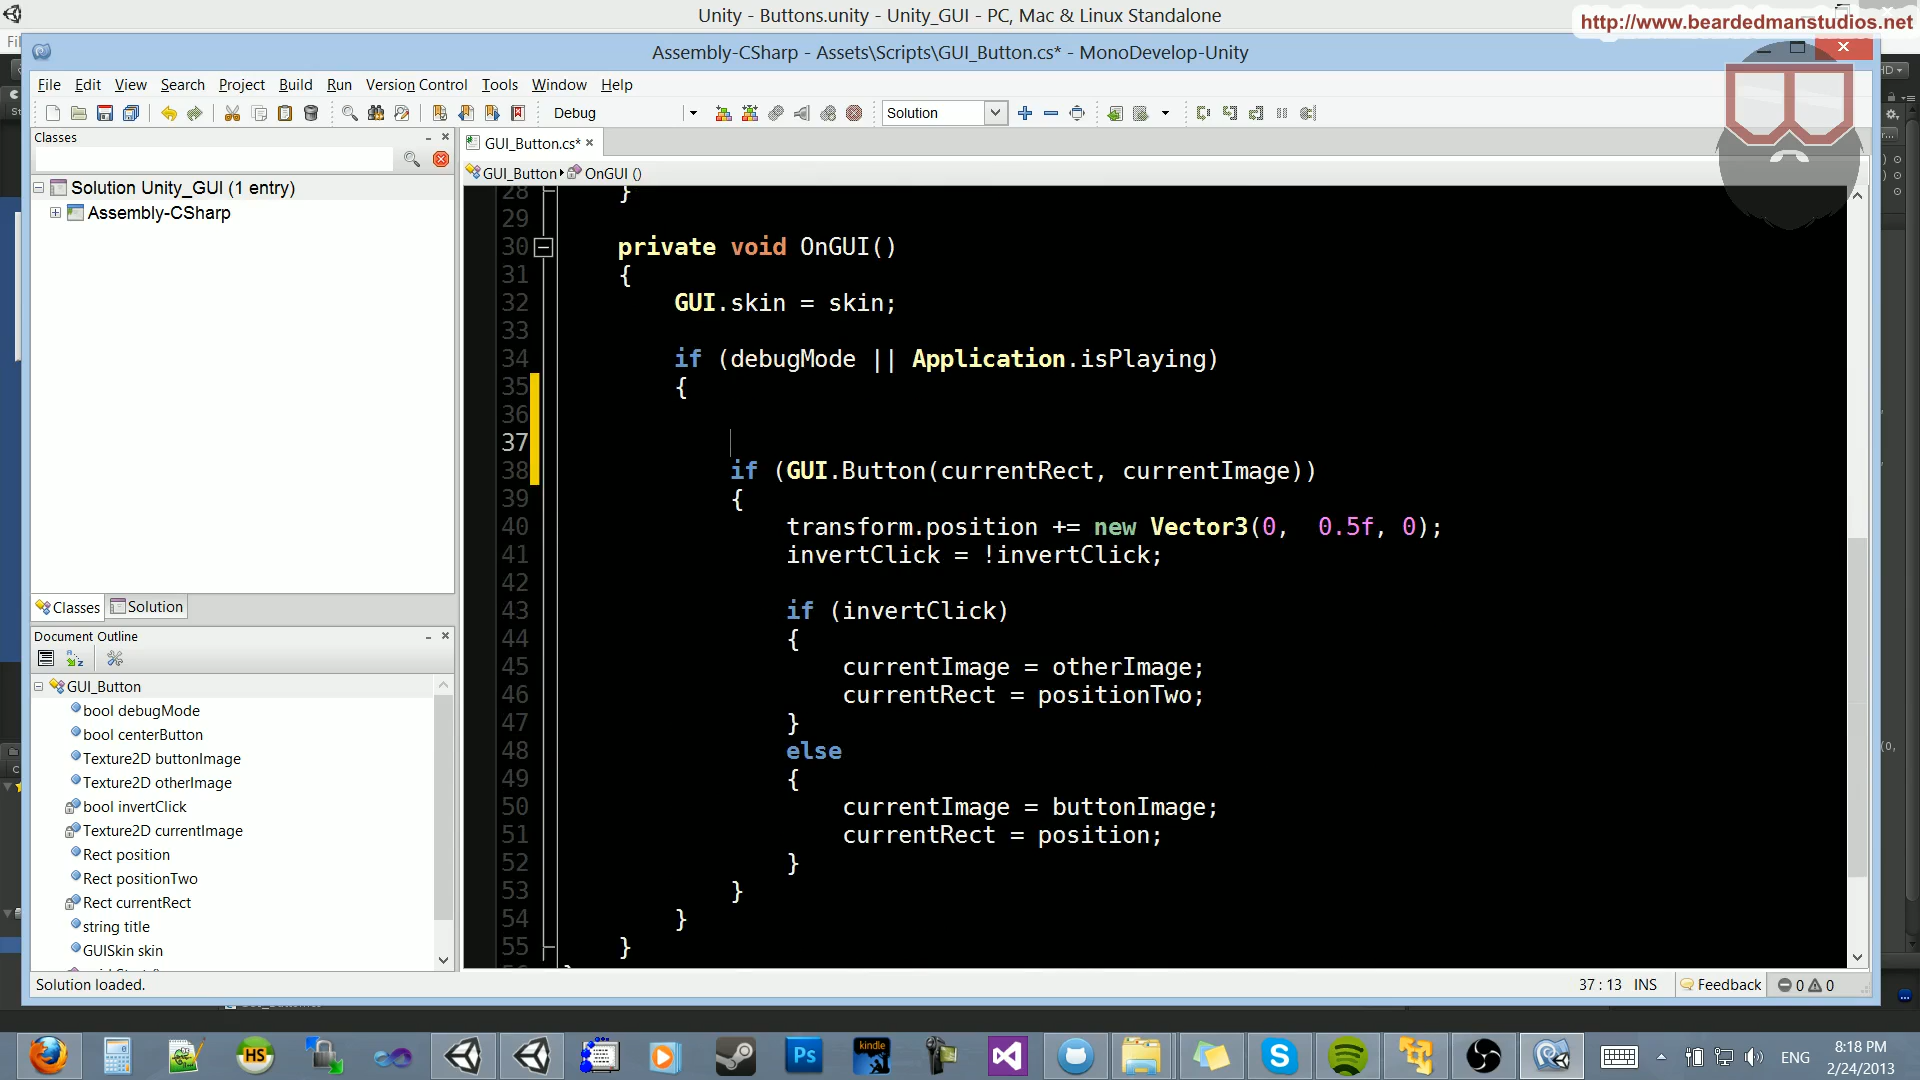 Unity - Buttons.unity - Unity_GUI - PC, Mac & Linux Standalone
http://www.beardedmanstudios.net
Assembly-CSharp - Assets\Scripts\GUI_Button.cs* - MonoDevelop-Unity
File Edit View Search Project Build Run Version Control Tools Window Help
Debug
Solution
Classes
GUI_Button.cs*
GUI_Button OnGUI ()
Solution Unity_GUI (1 entry)
Assembly-CSharp
28 }
29
30 private void OnGUI()
31 {
32 GUI.skin = skin;
33
34 if (debugMode || Application.isPlaying)
35 {
36
37
38 if (GUI.Button(currentRect, currentImage))
39 {
40 transform.position += new Vector3(0,  0.5f, 0);
41 invertClick = !invertClick;
42
43 if (invertClick)
44 {
45 currentImage = otherImage;
46 currentRect = positionTwo;
47 }
48 else
49 {
50 currentImage = buttonImage;
51 currentRect = position;
52 }
53 }
54 }
55 }
Classes Solution
Document Outline
GUI_Button
bool debugMode
bool centerButton
Texture2D buttonImage
Texture2D otherImage
bool invertClick
Texture2D currentImage
Rect position
Rect positionTwo
Rect currentRect
string title
GUISkin skin
Solution loaded.
37 : 13 INS Feedback 0 0
HS
Ps
kindle
ENG
8:18 PM
2/24/2013